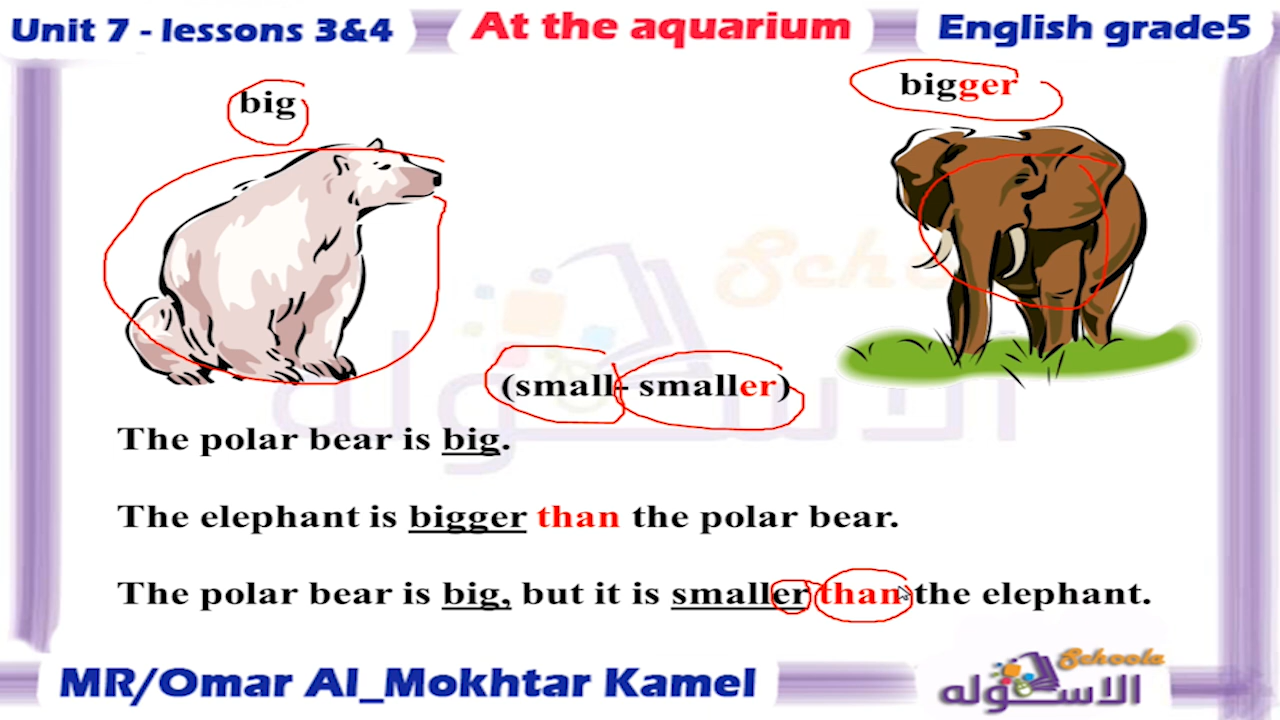 Unit 7 - lessons 3&4
At the aquarium
English grade5
big
bigger
(small- smaller)
The polar bear is big.
The elephant is bigger than the polar bear.
The polar bear is big, but it is smaller than the elephant.
MR/Omar Al_Mokhtar Kamel
Schools
الاسكوله